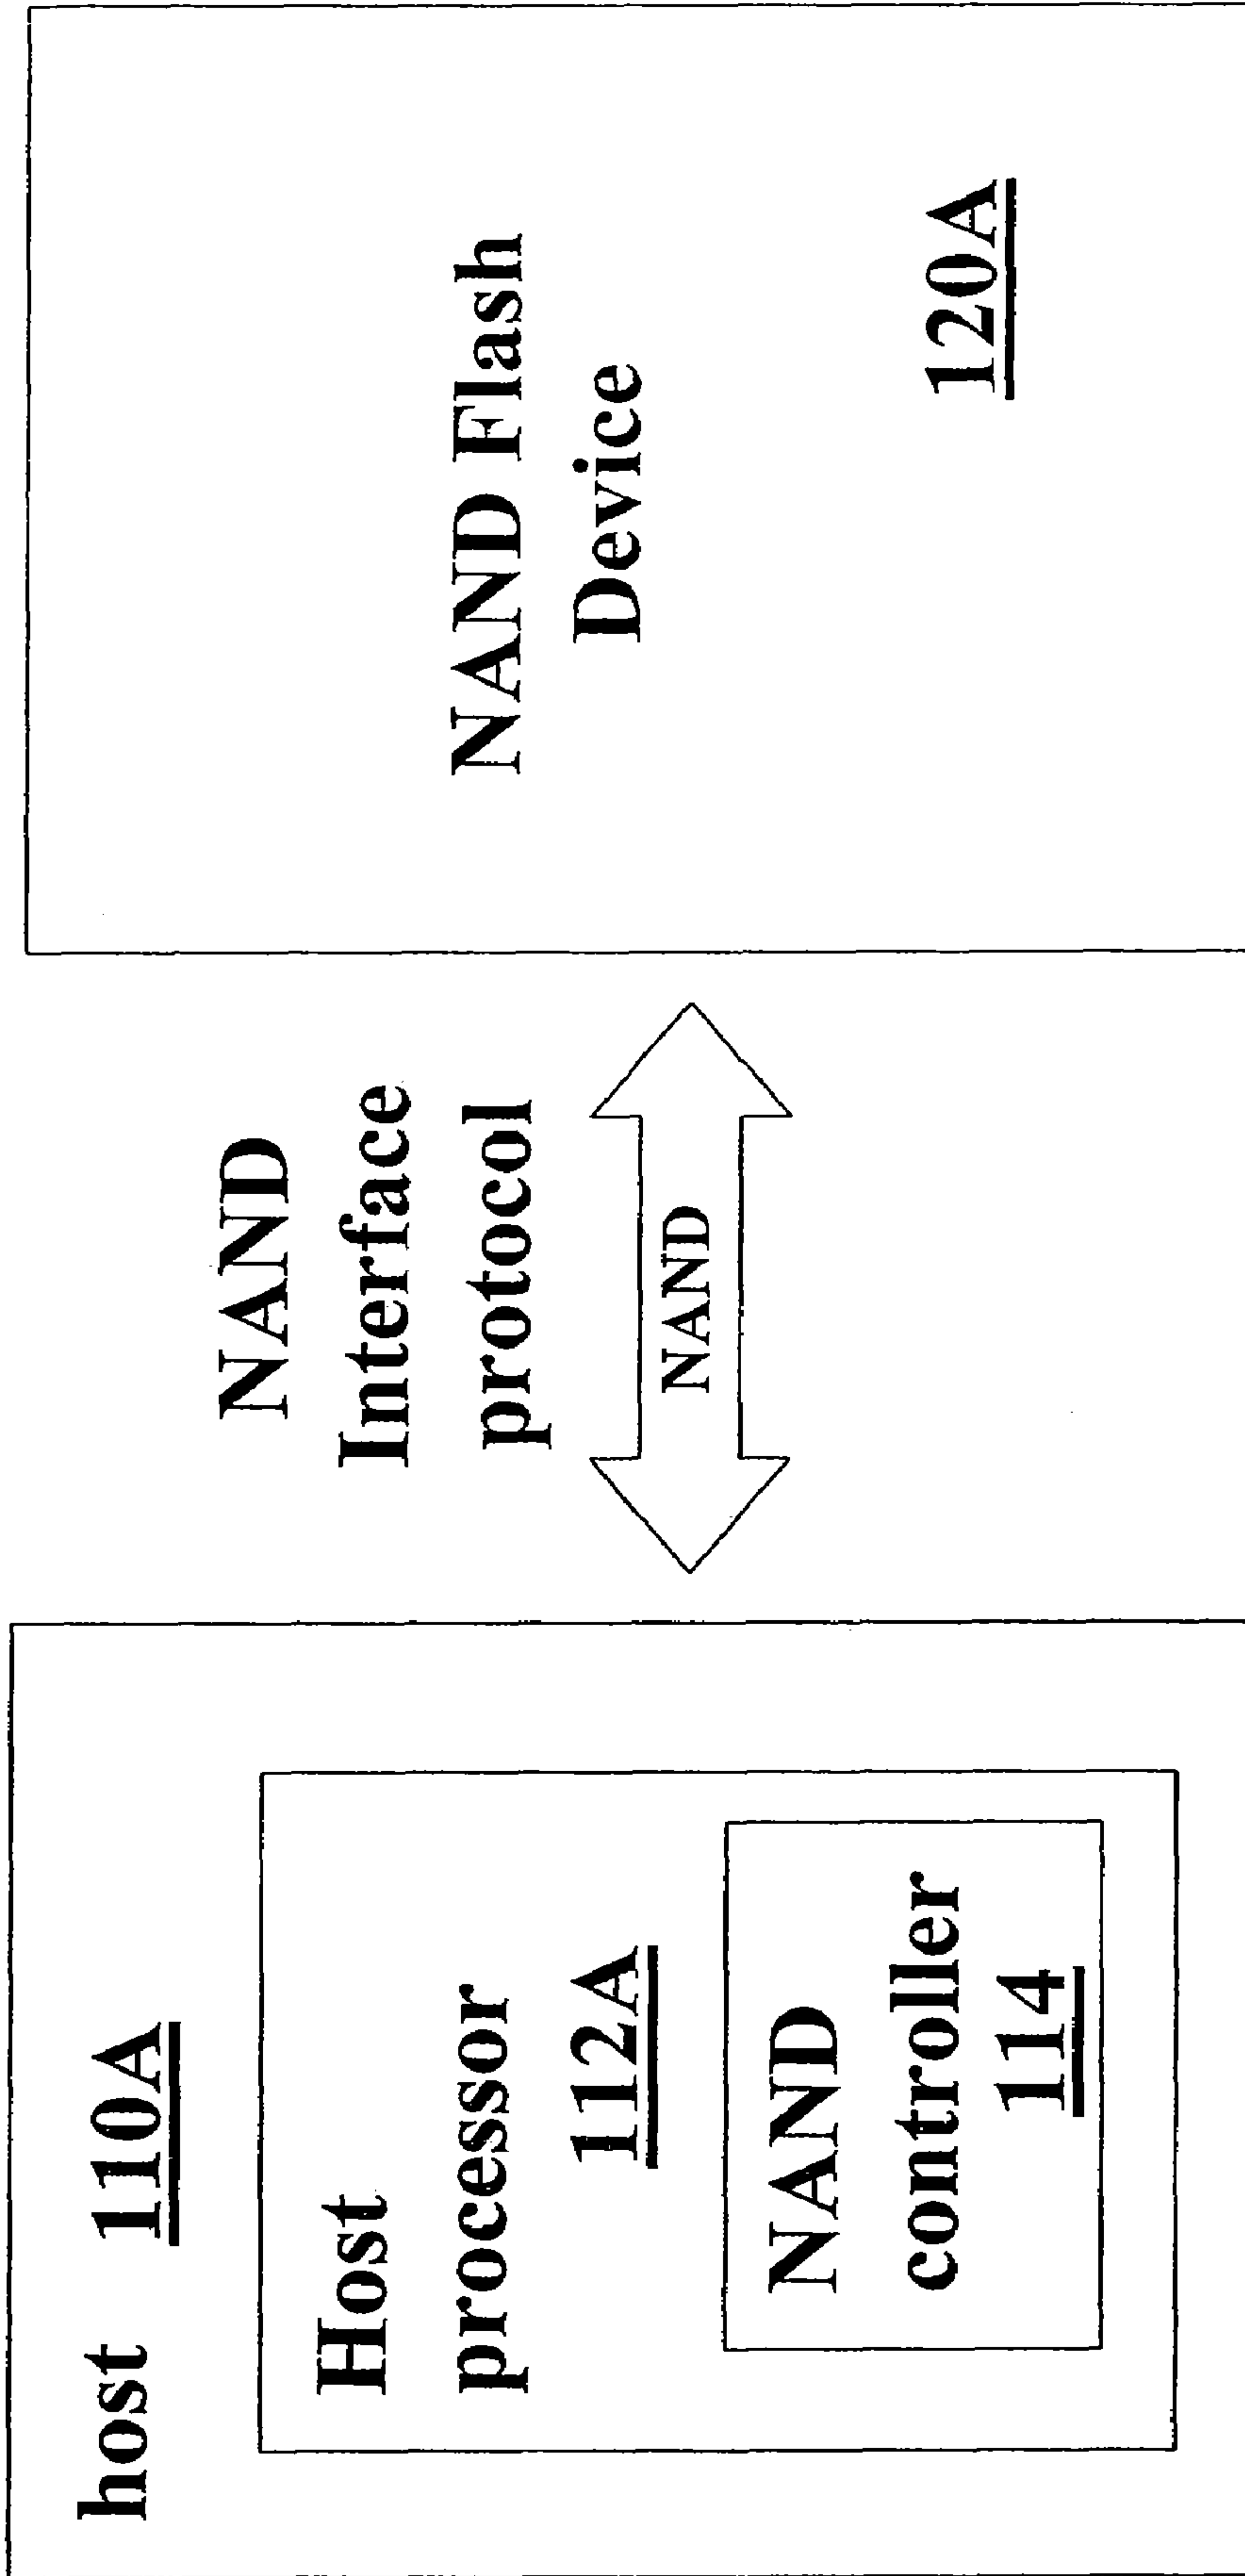 host 110A
Host
processor
112A
NAND
controller
114
NAND
Interface
protocol
NAND
NAND Flash
Device
120A